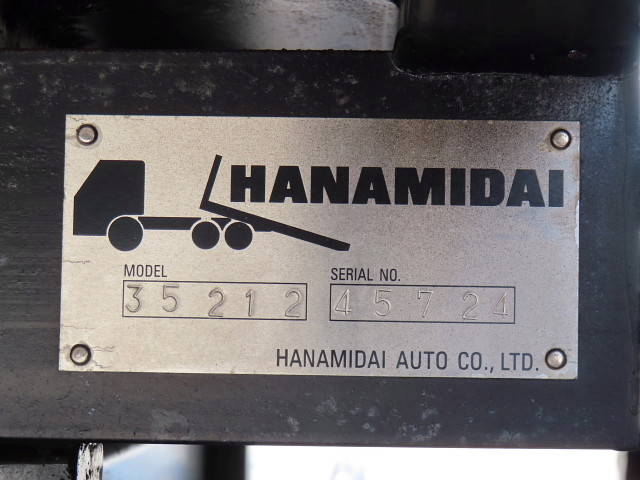 HANAMIDAI
MODEL SERIAL NO.
35212 45724
HANAMIDAI AUTO CO., LTD.